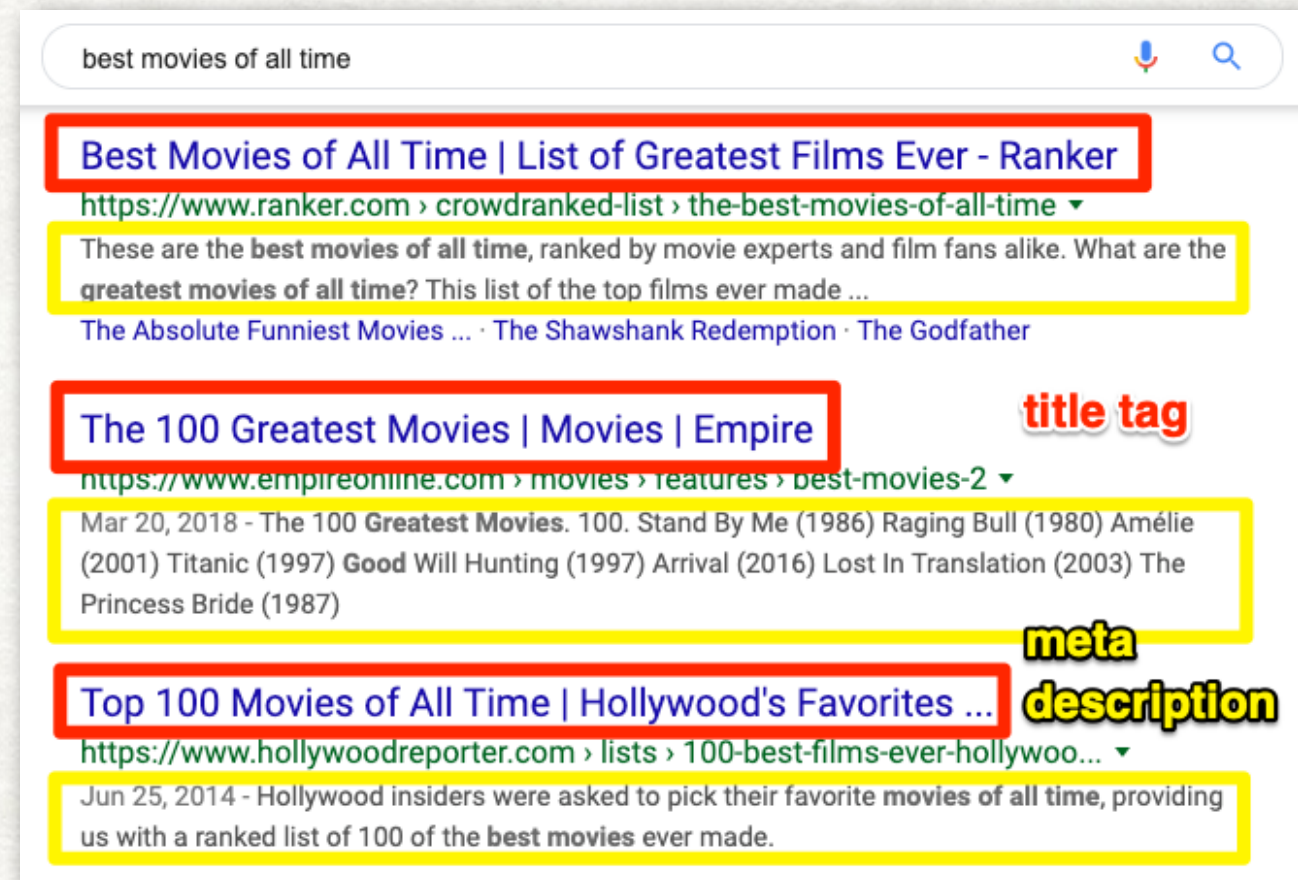 best movies of all time
Best Movies of All Time | List of Greatest Films Ever - Ranker
https://www.ranker.com › crowdranked-list › the-best-movies-of-all-time ▾
These are the best movies of all time, ranked by movie experts and film fans alike. What are the
greatest movies of all time? This list of the top films ever made ...
The Absolute Funniest Movies ... · The Shawshank Redemption · The Godfather
title tag
The 100 Greatest Movies | Movies | Empire
https://www.empireonline.com › movies › features › best-movies-2 ▾
Mar 20, 2018 - The 100 Greatest Movies. 100. Stand By Me (1986) Raging Bull (1980) Amélie
(2001) Titanic (1997) Good Will Hunting (1997) Arrival (2016) Lost In Translation (2003) The
Princess Bride (1987)
meta
description
Top 100 Movies of All Time | Hollywood's Favorites ...
https://www.hollywoodreporter.com › lists › 100-best-films-ever-hollywoo... ▾
Jun 25, 2014 - Hollywood insiders were asked to pick their favorite movies of all time, providing
us with a ranked list of 100 of the best movies ever made.